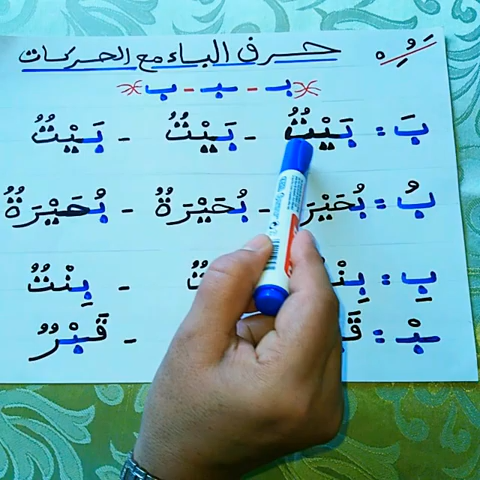 حرف الباء مع الحركات
بـ - ـبـ - ـب
بَ = بَيْتٌ - بَيْتٌ - بَيْتٌ
بُ = بُحَيْرَ - بُحَيْرَةٌ - بُحَيْرَةٌ
بِ = بِنْ - بِنْتٌ
بْ = - قَبْرٌ